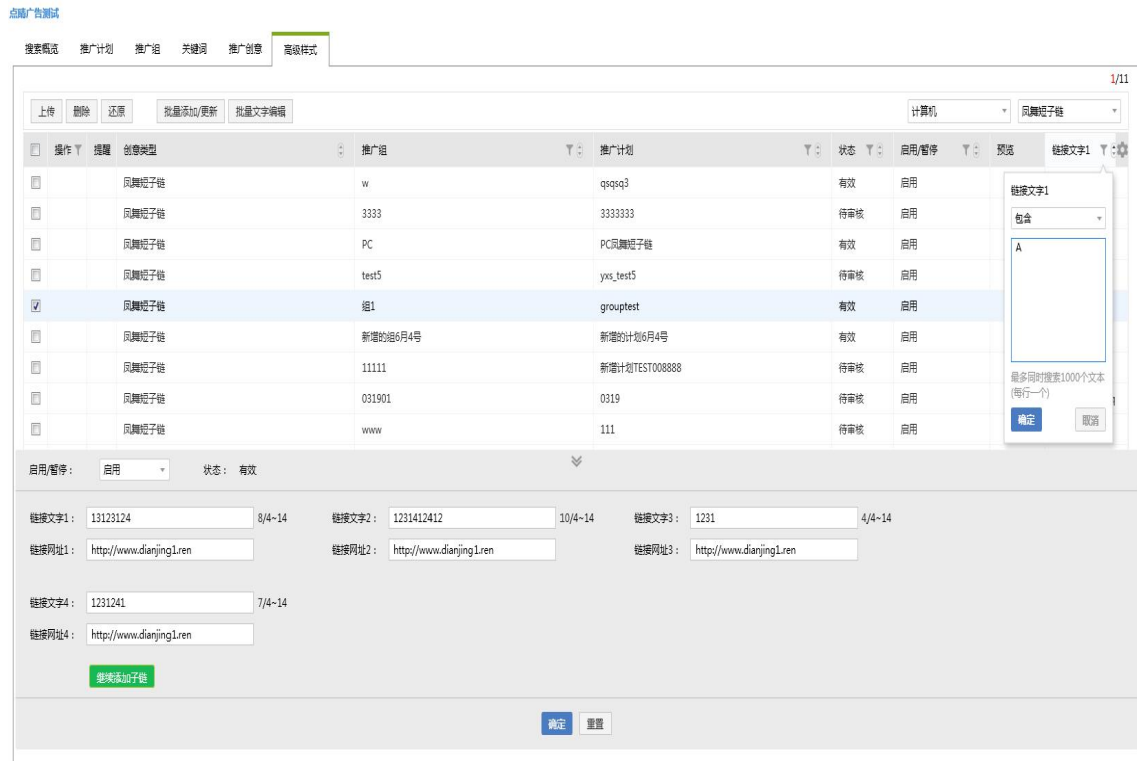 点睛广告测试
搜索概览 推广计划 推广组 关键词 推广创意 高级样式
1/11
上传 删除 还原 批量添加/更新 批量文字编辑 计算机 凤舞短子链
操作 提醒 创意类型 推广组 推广计划 状态 启用/暂停 预览 链接文字1
凤舞短子链 w qsqsq3 有效 启用
链接文字1
凤舞短子链 3333 3333333 待审核 启用
包含
凤舞短子链 PC PC凤舞短子链 有效 启用
A
凤舞短子链 test5 yxs_test5 待审核 启用
凤舞短子链 组1 grouptest 有效 启用
凤舞短子链 新增的组6月4号 新增的计划6月4号 有效 启用
凤舞短子链 11111 新增计划TEST008888 待审核 启用
最多同时搜索1000个文本
(每行一个)
凤舞短子链 031901 0319 待审核 启用
确定 取消
凤舞短子链 www 111 待审核 启用
启用/暂停： 启用 状态： 有效
链接文字1： 13123124 8/4~14 链接文字2： 1231412412 10/4~14 链接文字3： 1231 4/4~14
链接网址1： http://www.dianjing1.ren 链接网址2： http://www.dianjing1.ren 链接网址3： http://www.dianjing1.ren
链接文字4： 1231241 7/4~14
链接网址4： http://www.dianjing1.ren
继续添加子链
确定 重置